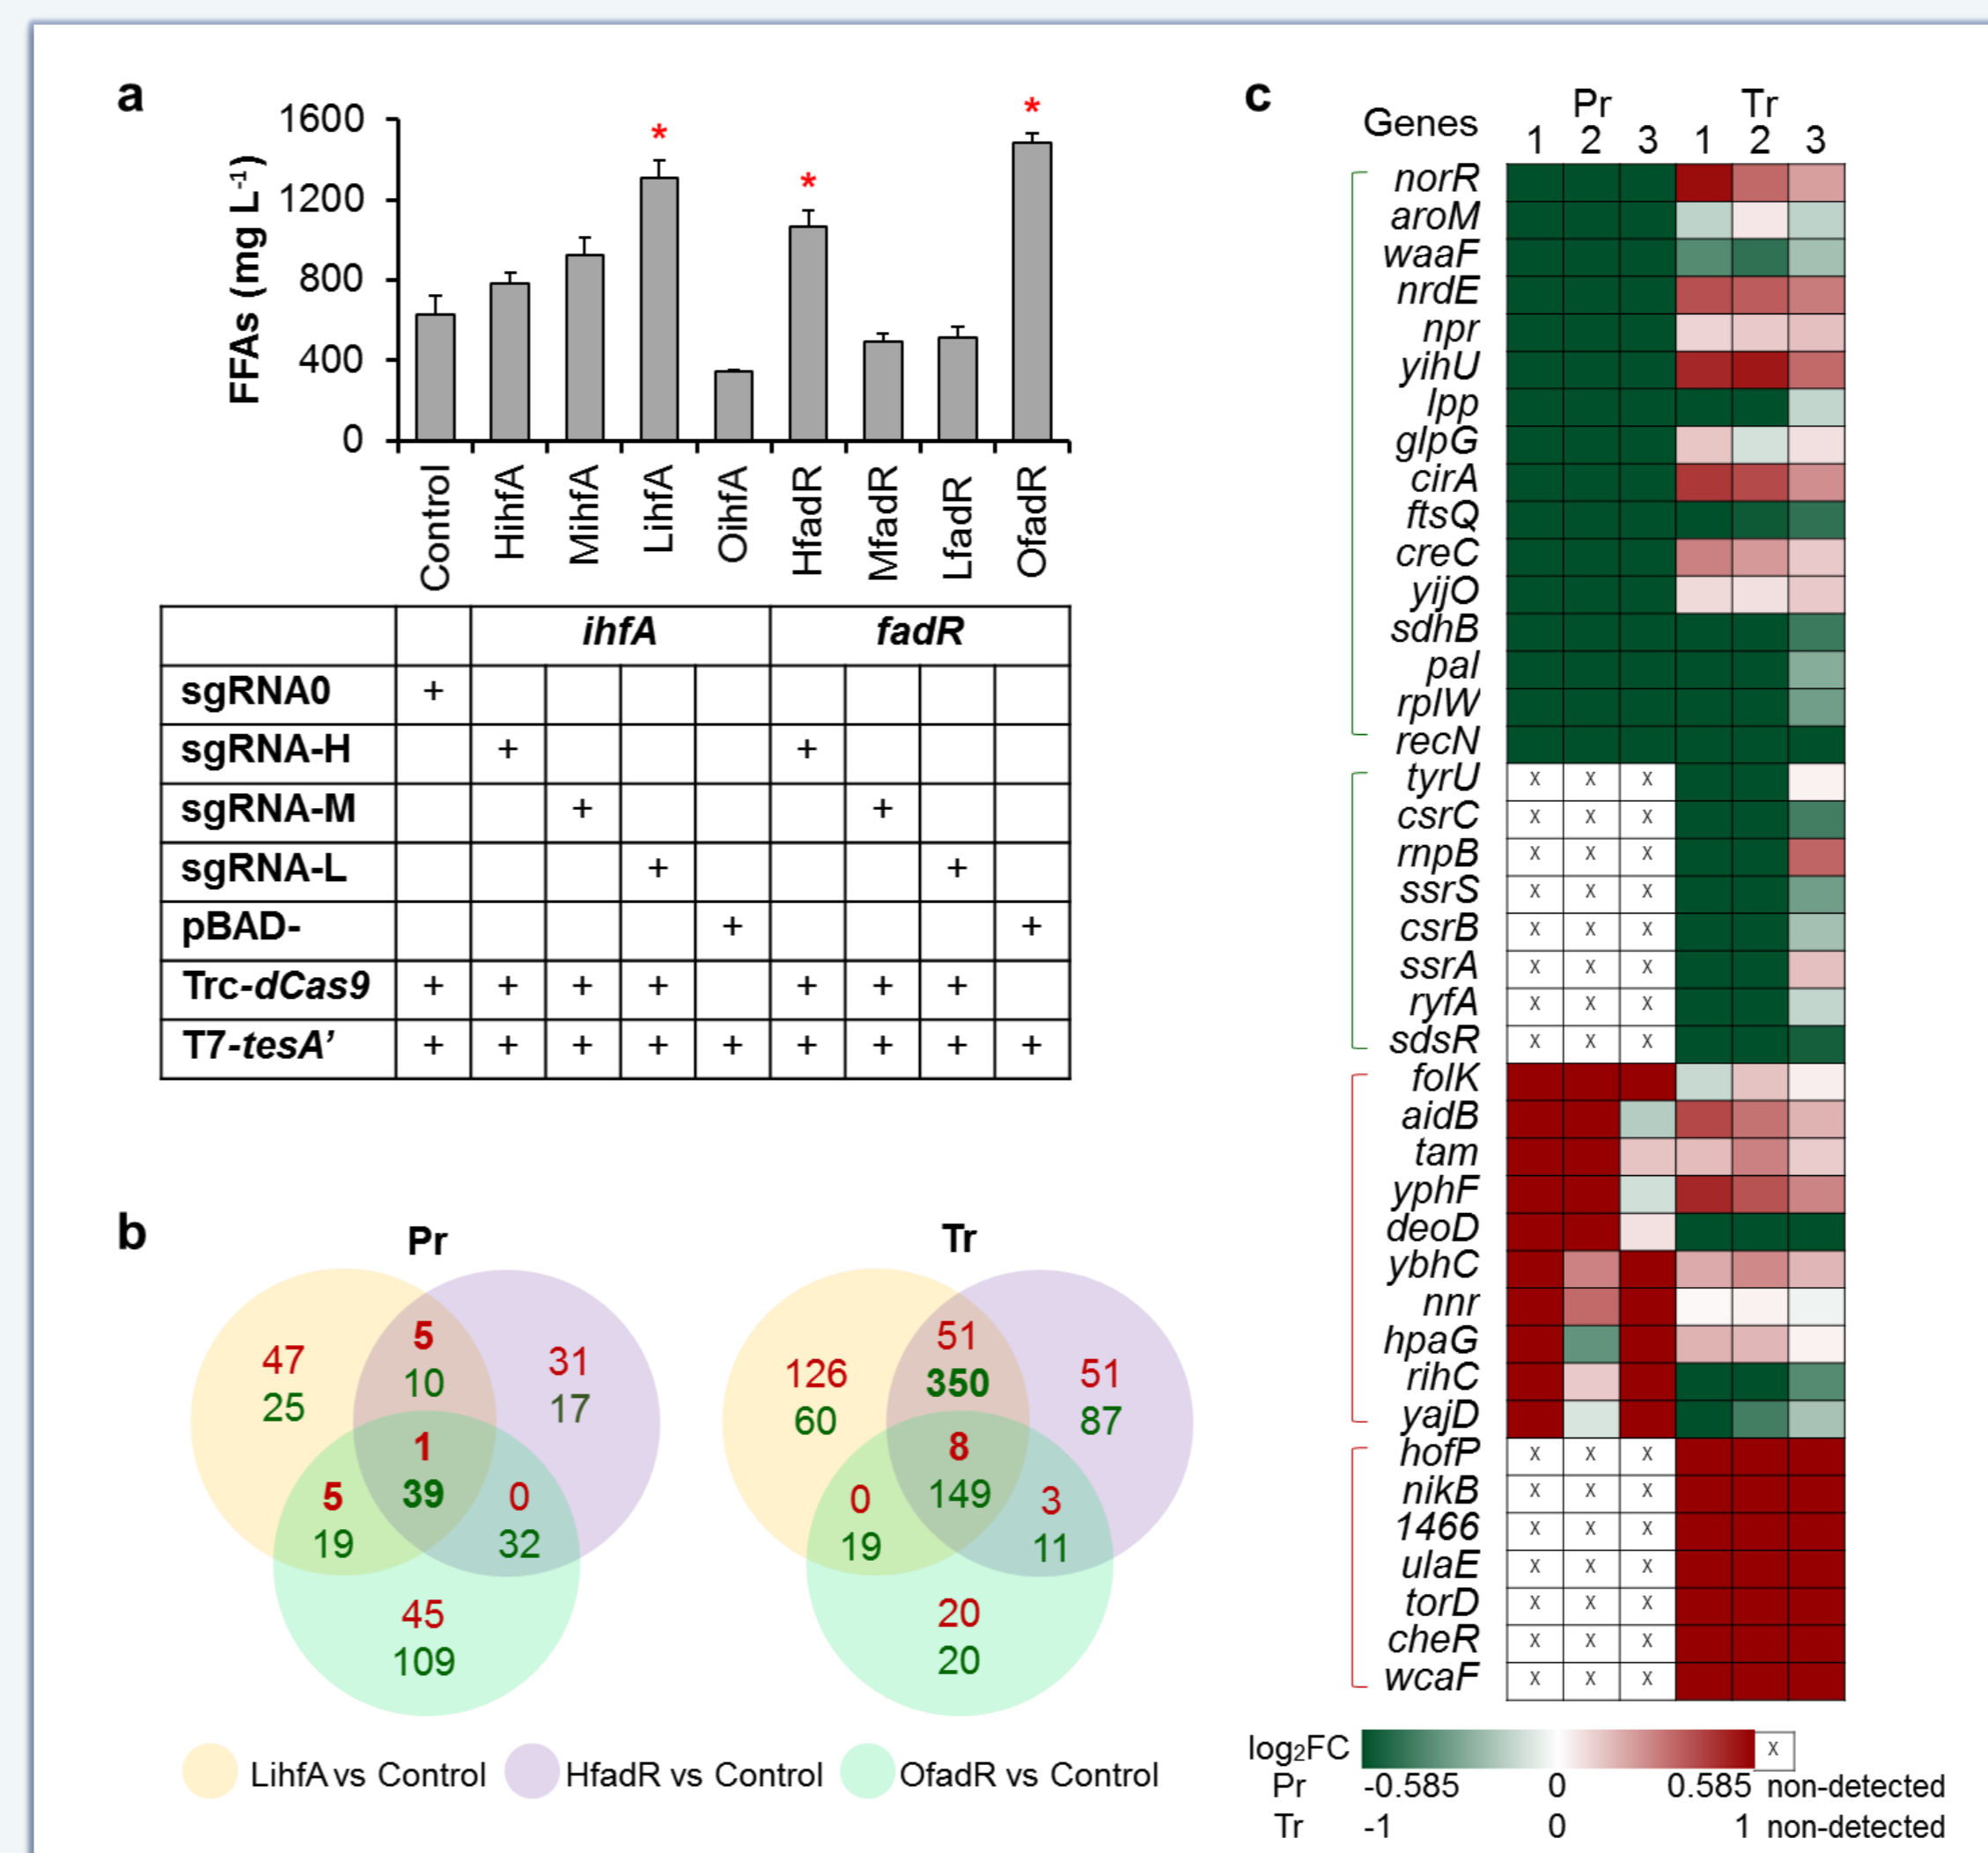 a
1600
1200
800
400
0
FFAs (mg L-1)
* * *
Control HihfA MihfA LihfA OihfA HfadR MfadR LfadR OfadR
ihfA fadR
sgRNA0 +
sgRNA-H + +
sgRNA-M + +
sgRNA-L + +
pBAD- + +
Trc-dCas9 + + + + + + +
T7-tesA’ + + + + + + + + +
b
Pr
47
25
5
10
31
17
1
39
5
19
0
32
45
109
Tr
126
60
51
350
51
87
8
149
0
19
3
11
20
20
LihfA vs Control HfadR vs Control OfadR vs Control
c
Genes Pr Tr
1 2 3 1 2 3
norR
aroM
waaF
nrdE
npr
yihU
lpp
glpG
cirA
ftsQ
creC
yijO
sdhB
pal
rplW
recN
tyrU x x x
csrC x x x
rnpB x x x
ssrS x x x
csrB x x x
ssrA x x x
ryfA x x x
sdsR x x x
folK
aidB
tam
yphF
deoD
ybhC
nnr
hpaG
rihC
yajD
hofP x x x
nikB x x x
1466 x x x
ulaE x x x
torD x x x
cheR x x x
wcaF x x x
log2FC x
Pr -0.585 0 0.585 non-detected
Tr -1 0 1 non-detected